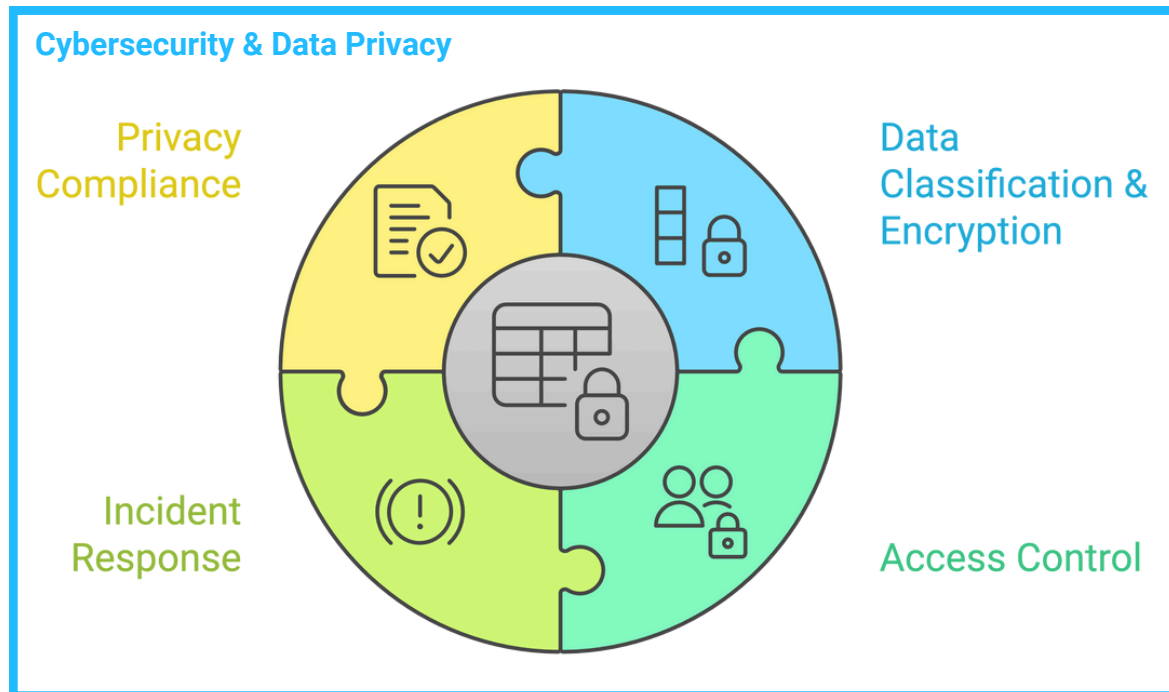 Cybersecurity & Data Privacy
Privacy
Compliance
Data
Classification &
Encryption
Incident
Response
Access Control